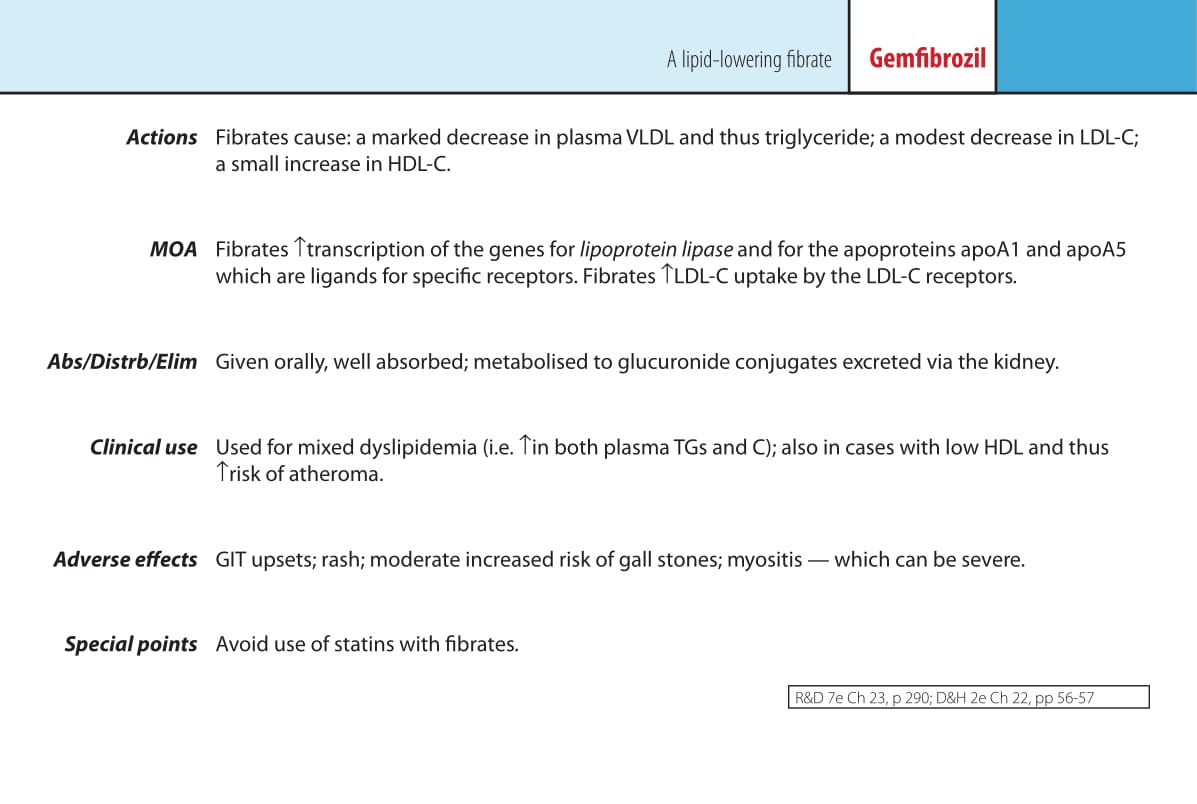 A lipid-lowering fibrate Gemfibrozil
Actions Fibrates cause: a marked decrease in plasma VLDL and thus triglyceride; a modest decrease in LDL-C;
a small increase in HDL-C.
MOA Fibrates ↑transcription of the genes for lipoprotein lipase and for the apoproteins apoA1 and apoA5
which are ligands for specific receptors. Fibrates ↑LDL-C uptake by the LDL-C receptors.
Abs/Distrb/Elim Given orally, well absorbed; metabolised to glucuronide conjugates excreted via the kidney.
Clinical use Used for mixed dyslipidemia (i.e. ↑in both plasma TGs and C); also in cases with low HDL and thus
↑risk of atheroma.
Adverse effects GIT upsets; rash; moderate increased risk of gall stones; myositis — which can be severe.
Special points Avoid use of statins with fibrates.
R&D 7e Ch 23, p 290; D&H 2e Ch 22, pp 56-57